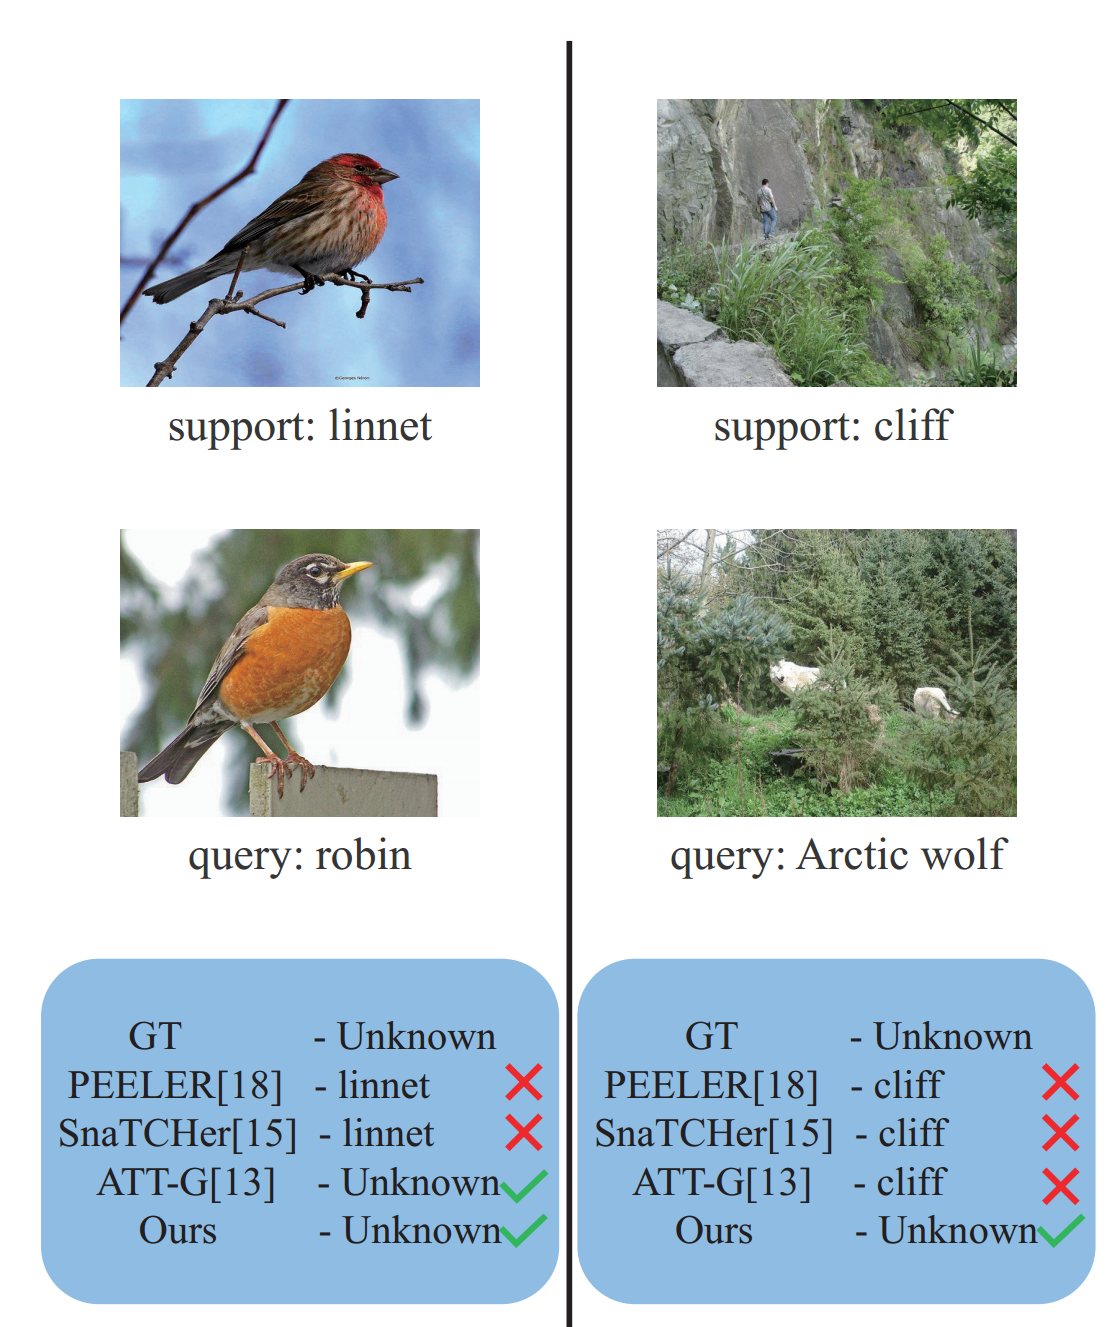 support: linnet
query: robin
GT - Unknown
PEELER[18] - linnet
SnaTCHer[15] - linnet
ATT-G[13] - Unknown
Ours - Unknown
support: cliff
query: Arctic wolf
GT - Unknown
PEELER[18] - cliff
SnaTCHer[15] - cliff
ATT-G[13] - cliff
Ours - Unknown